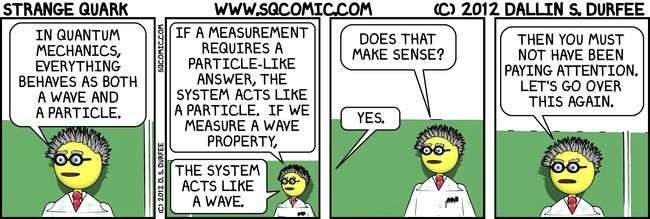 STRANGE QUARK
WWW.SQCOMIC.COM
(C) 2012 DALLIN S. DURFEE
IN QUANTUM
MECHANICS,
EVERYTHING
BEHAVES AS BOTH
A WAVE AND
A PARTICLE.
SQCOMIC.COM
(C) 2012 D. S. DURFEE
IF A MEASUREMENT
REQUIRES A
PARTICLE-LIKE
ANSWER, THE
SYSTEM ACTS LIKE
A PARTICLE. IF WE
MEASURE A WAVE
PROPERTY,
THE SYSTEM
ACTS LIKE
A WAVE.
DOES THAT
MAKE SENSE?
YES.
THEN YOU MUST
NOT HAVE BEEN
PAYING ATTENTION.
LET'S GO OVER
THIS AGAIN.